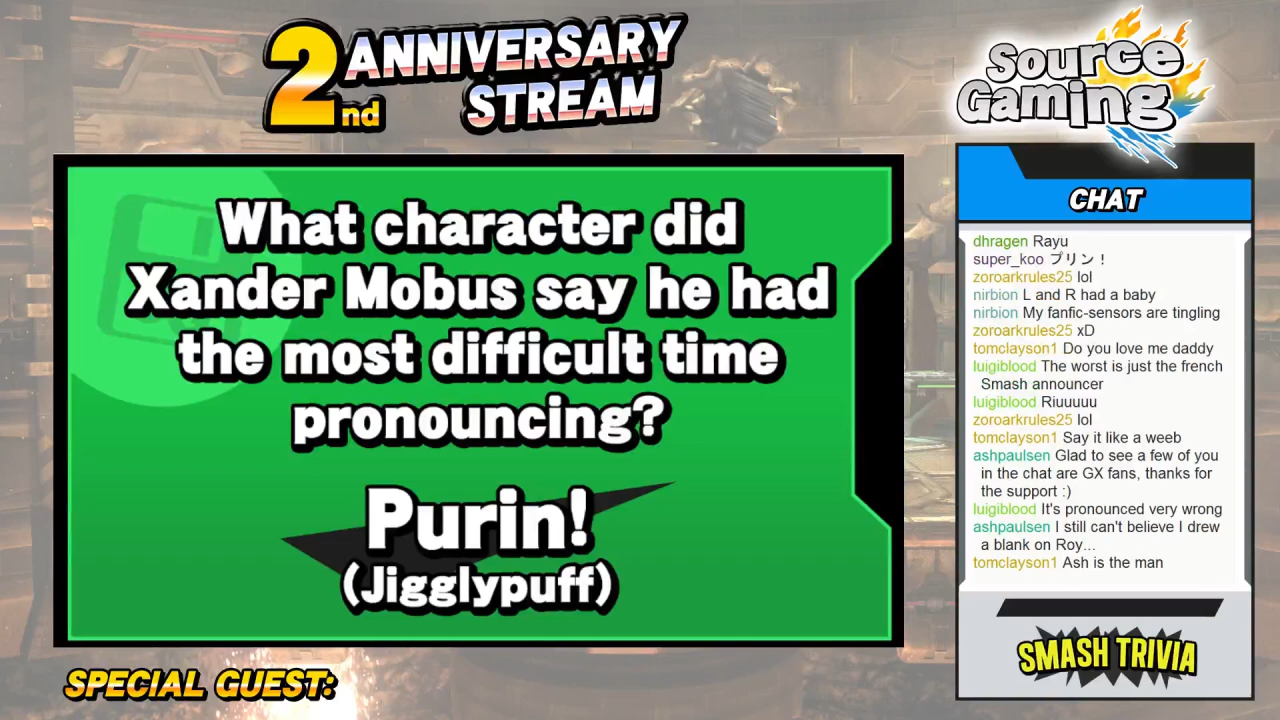 2nd ANNIVERSARY
STREAM
Source
Gaming
What character did
Xander Mobus say he had
the most difficult time
pronouncing?
Purin!
(Jigglypuff)
SPECIAL GUEST:
CHAT
dhragen Rayu
super_koo プリン！
zoroarkrules25 lol
nirbion L and R had a baby
nirbion My fanfic-sensors are tingling
zoroarkrules25 xD
tomclayson1 Do you love me daddy
luigiblood The worst is just the french
Smash announcer
luigiblood Riuuuuu
zoroarkrules25 lol
tomclayson1 Say it like a weeb
ashpaulsen Glad to see a few of you
in the chat are GX fans, thanks for
the support :)
luigiblood It's pronounced very wrong
ashpaulsen I still can't believe I drew
a blank on Roy...
tomclayson1 Ash is the man
SMASH TRIVIA